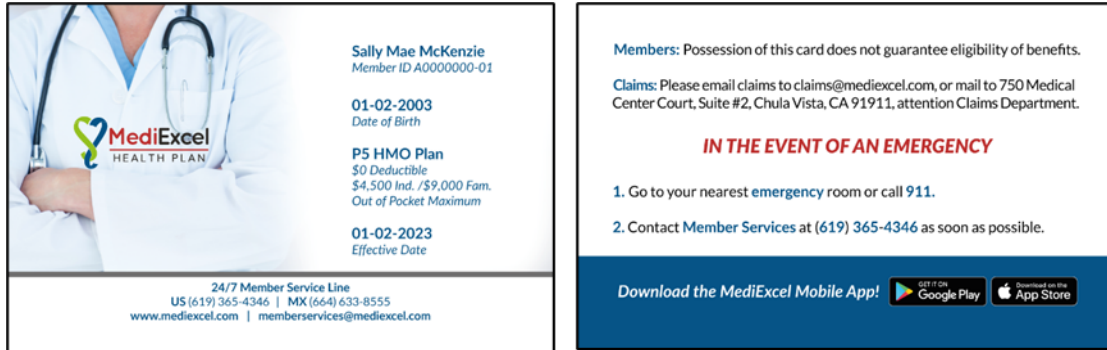 MediExcel
HEALTH PLAN
Sally Mae McKenzie
Member ID A0000000-01
01-02-2003
Date of Birth
P5 HMO Plan
$0 Deductible
$4,500 Ind. /$9,000 Fam.
Out of Pocket Maximum
01-02-2023
Effective Date
24/7 Member Service Line
US (619) 365-4346 | MX (664) 633-8555
www.mediexcel.com | memberservices@mediexcel.com
Members: Possession of this card does not guarantee eligibility of benefits.
Claims: Please email claims to claims@mediexcel.com, or mail to 750 Medical
Center Court, Suite #2, Chula Vista, CA 91911, attention Claims Department.
IN THE EVENT OF AN EMERGENCY
1. Go to your nearest emergency room or call 911.
2. Contact Member Services at (619) 365-4346 as soon as possible.
Download the MediExcel Mobile App!
GET IT ON
Google Play
Download on the
App Store